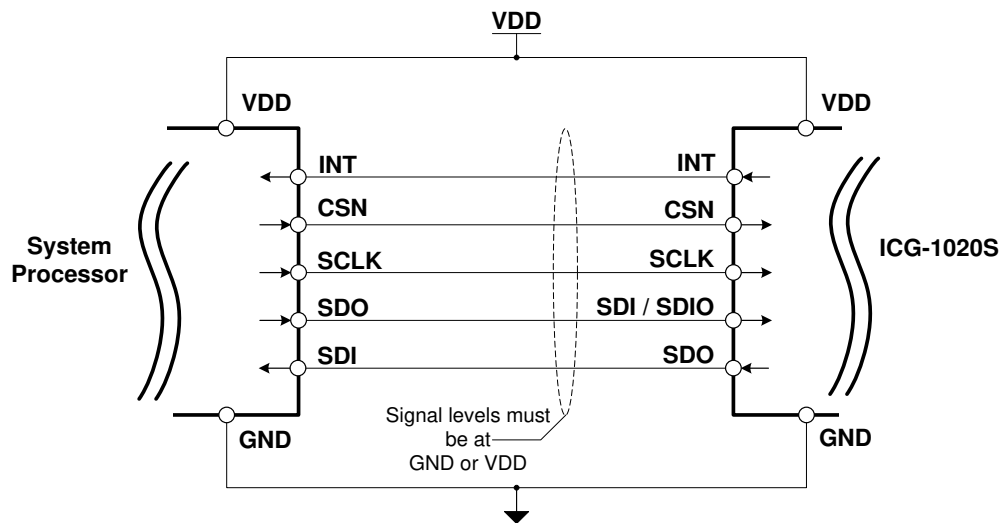 VDD
VDD
VDD
INT
INT
CSN
CSN
System
Processor
SCLK
SCLK
ICG-1020S
SDO
SDI / SDIO
SDI
SDO
Signal levels must
be at
GND or VDD
GND
GND